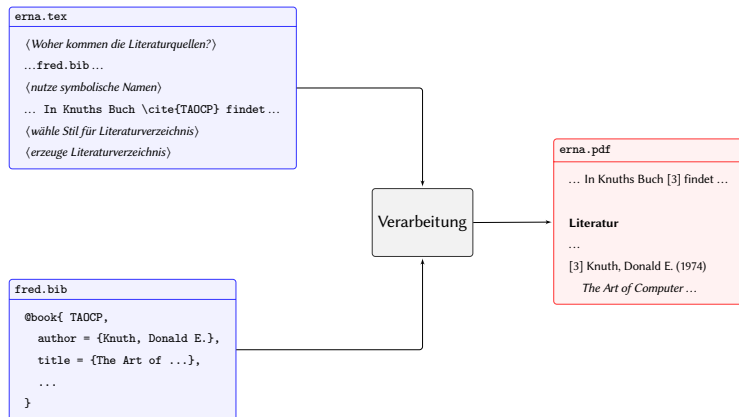 erna.tex
⟨Woher kommen die Literaturquellen?⟩
...fred.bib ...
⟨nutze symbolische Namen⟩
... In Knuths Buch \cite{TAOCP} findet ...
⟨wähle Stil für Literaturverzeichnis⟩
⟨erzeuge Literaturverzeichnis⟩
fred.bib
@book{ TAOCP,
author = {Knuth, Donald E.},
title = {The Art of ...},
...
}
Verarbeitung
erna.pdf
... In Knuths Buch [3] findet ...
Literatur
...
[3] Knuth, Donald E. (1974)
The Art of Computer ...